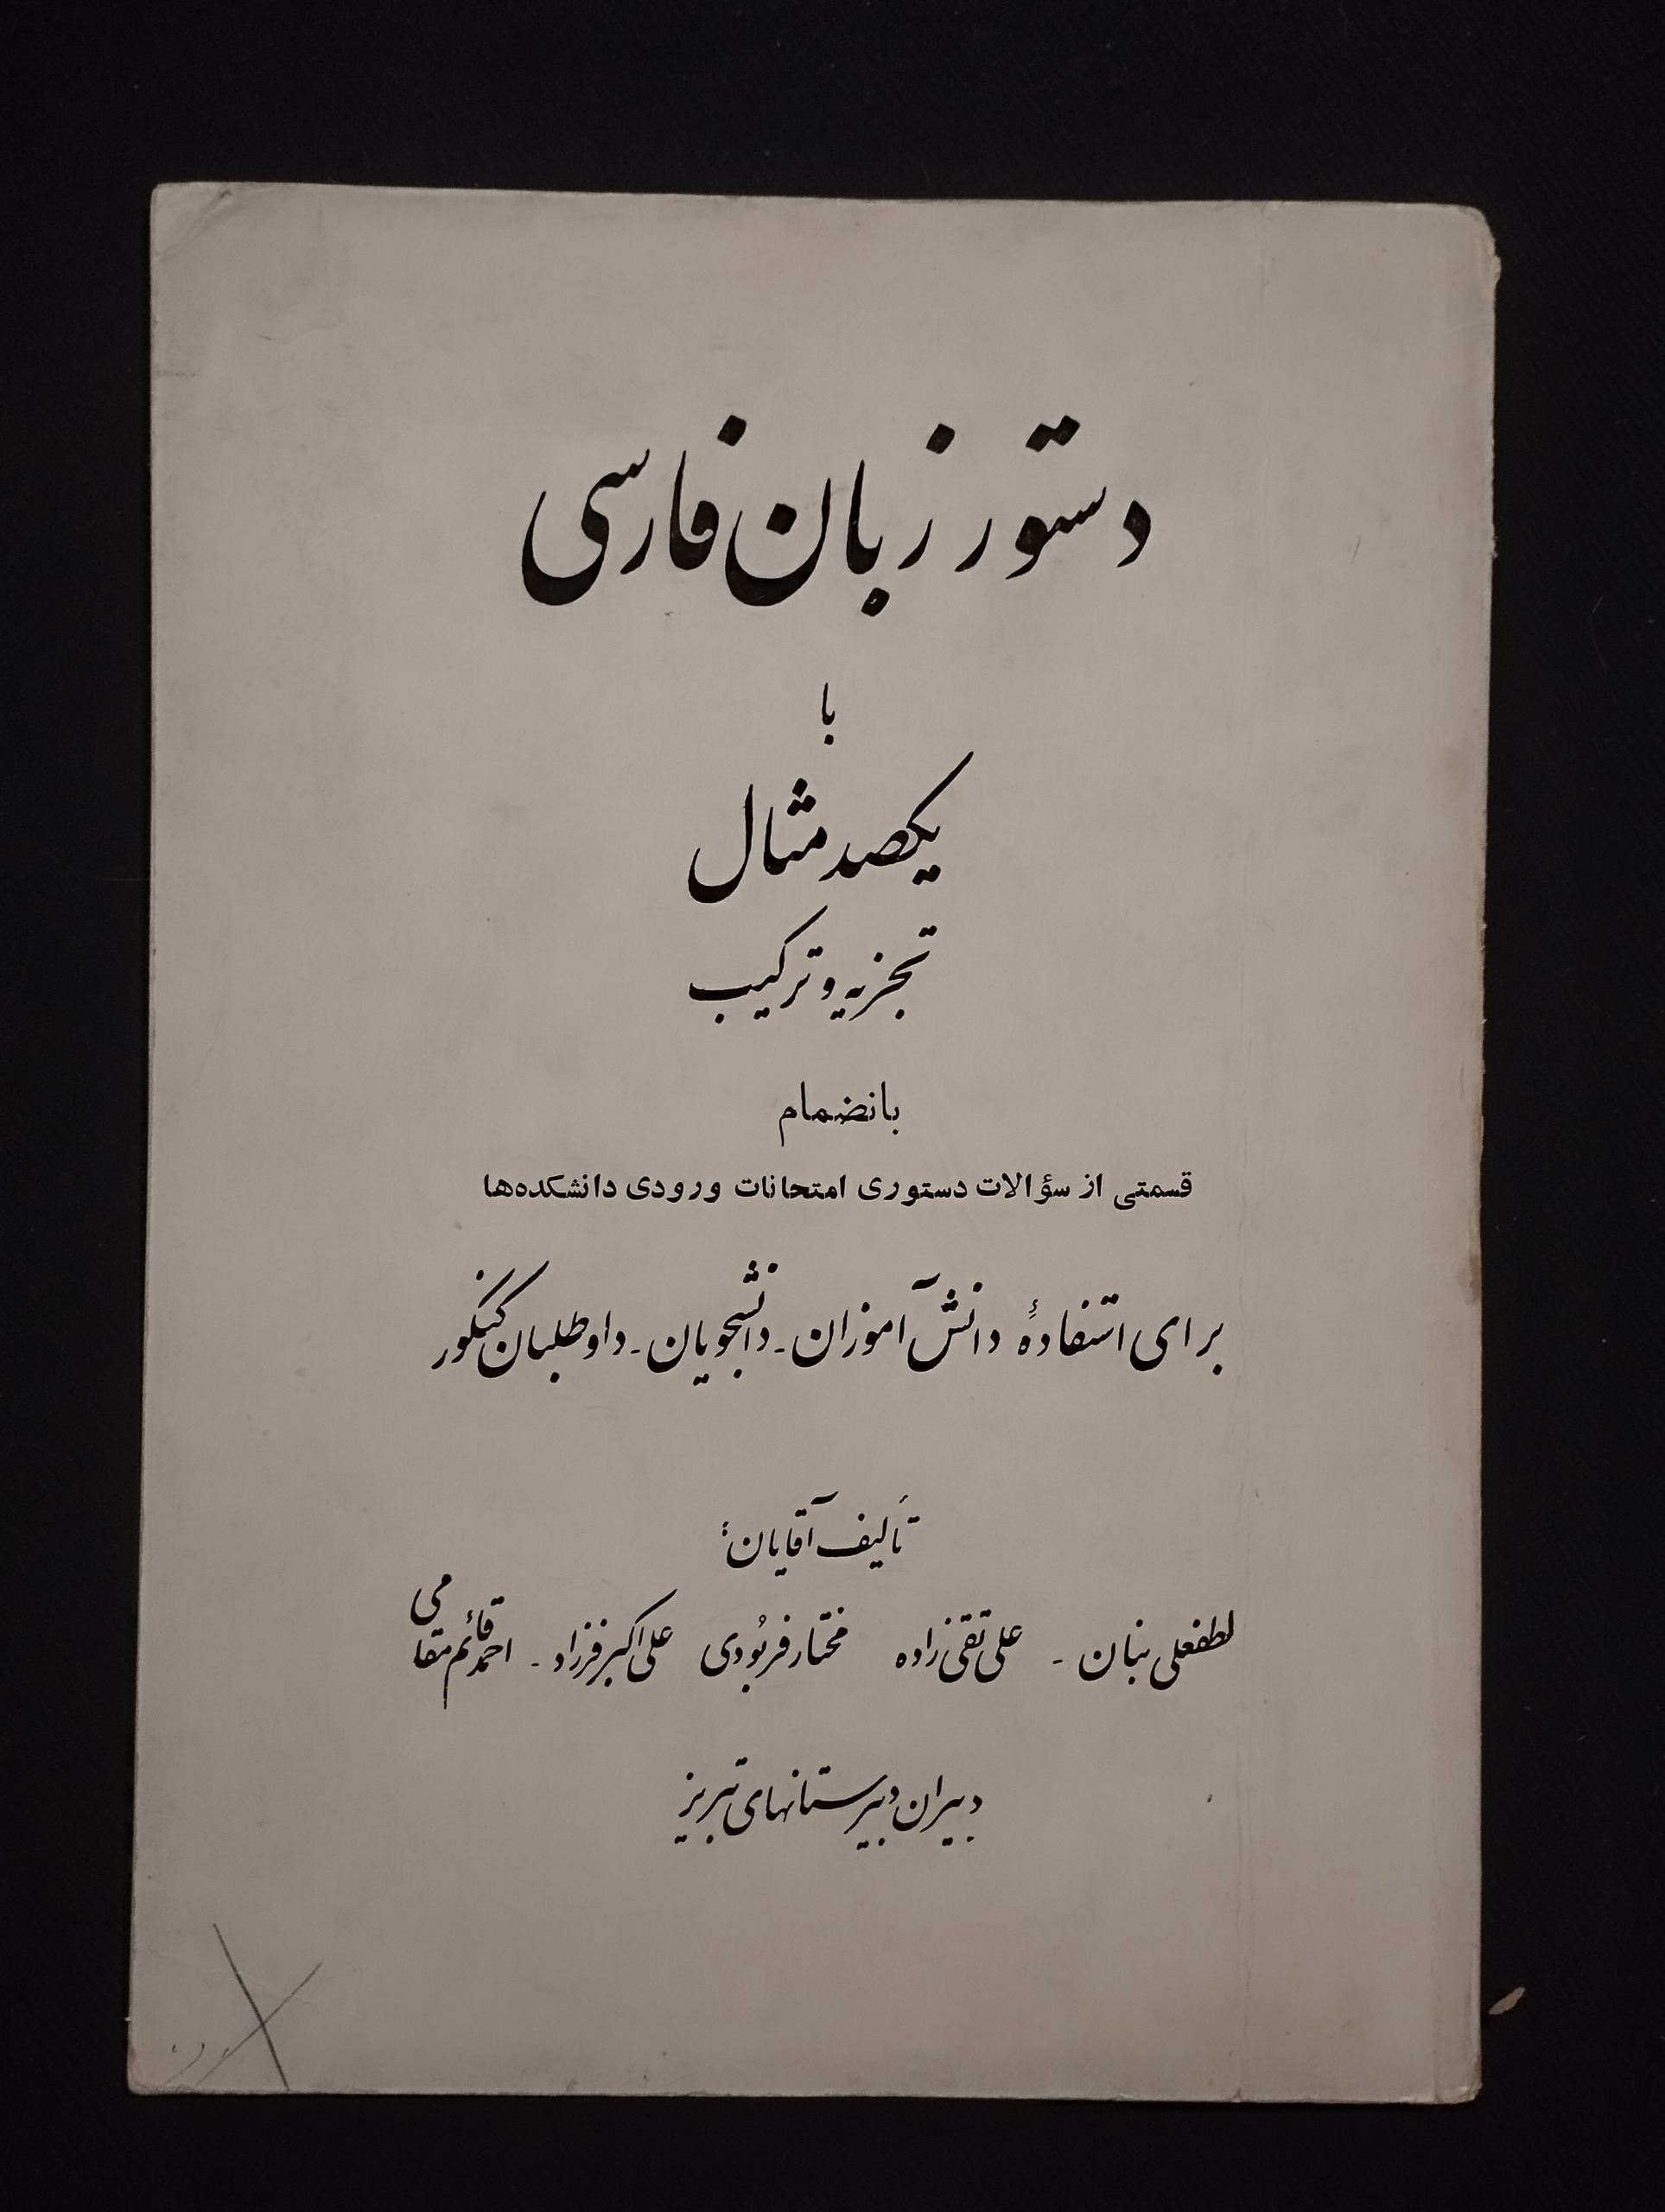 دستور زبان فارسی
با
یکصد مثال
تجزیه و ترکیب
بانضمام
قسمتی از سؤالات دستوری امتحانات ورودی دانشکده‌ها
برای استفادهٔ دانش‌آموزان - دانشجویان - داوطلبان کنکور
تألیف آقایان:
لطفعلی بنان - علی تقی‌زاده مختار فربودی علی‌اکبر فرزاد - احمد قائم‌مقامی
دبیران دبیرستانهای تبریز